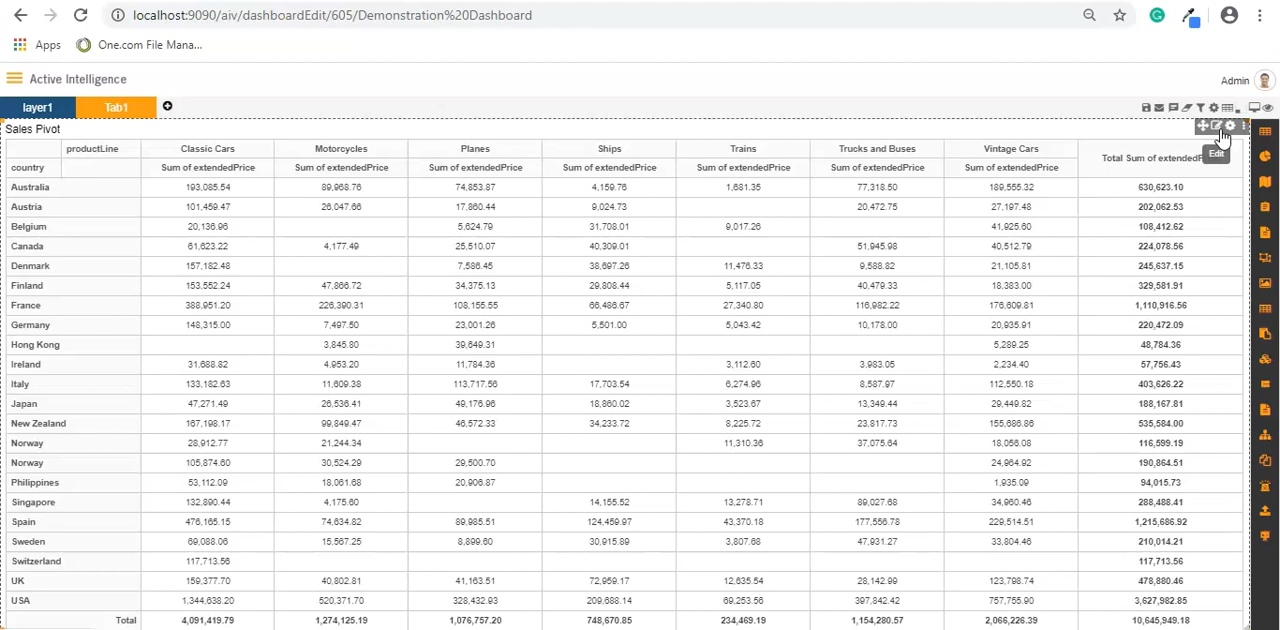 localhost:9090/aiv/dashboardEdit/605/Demonstration%20Dashboard
Apps One.com File Mana...
Active Intelligence Admin
layer1 Tab1
Sales Pivot
Edit
productLine Classic Cars Motorcycles Planes Ships Trains Trucks and Buses Vintage Cars Total Sum of extendedP
country Sum of extendedPrice Sum of extendedPrice Sum of extendedPrice Sum of extendedPrice Sum of extendedPrice Sum of extendedPrice Sum of extendedPrice
Australia 193,085.54 89,968.76 74,853.87 4,159.76 1,681.35 77,318.50 189,555.32 630,623.10
Austria 101,459.47 26,047.66 17,860.44 9,024.73 20,472.75 27,197.48 202,062.53
Belgium 20,136.96 5,624.79 31,708.01 9,017.26 41,925.60 108,412.62
Canada 61,623.22 4,177.49 25,510.07 40,309.01 51,945.98 40,512.79 224,078.56
Denmark 157,182.48 7,586.45 38,697.26 11,476.33 9,588.82 21,105.81 245,637.15
Finland 153,552.24 47,866.72 34,375.13 29,808.44 5,117.05 40,479.33 18,383.00 329,581.91
France 388,951.20 226,390.31 108,155.55 66,486.67 27,340.80 116,982.22 176,609.81 1,110,916.56
Germany 148,315.00 7,497.50 23,001.26 5,501.00 5,043.42 10,178.00 20,935.91 220,472.09
Hong Kong 3,845.80 39,649.31 5,289.25 48,784.36
Ireland 31,688.82 4,953.20 11,784.36 3,112.60 3,983.05 2,234.40 57,756.43
Italy 133,182.63 11,609.38 113,717.56 17,703.54 6,274.96 8,587.97 112,550.18 403,626.22
Japan 47,271.49 26,536.41 49,176.96 18,860.02 3,523.67 13,349.44 29,449.82 188,167.81
New Zealand 167,198.17 99,849.47 46,572.33 34,233.72 8,225.72 23,817.73 155,686.86 535,584.00
Norway 28,912.77 21,244.34 11,310.36 37,075.64 18,056.08 116,599.19
Norway 105,874.60 30,524.29 29,500.70 24,964.92 190,864.51
Philippines 53,112.09 18,061.68 20,906.87 1,935.09 94,015.73
Singapore 132,890.44 4,175.60 14,155.52 13,278.71 89,027.68 34,960.46 288,488.41
Spain 476,165.15 74,634.82 89,985.51 124,459.97 43,370.18 177,556.78 229,514.51 1,215,686.92
Sweden 69,088.06 15,567.25 8,899.60 30,915.89 3,807.68 47,931.27 33,804.46 210,014.21
Switzerland 117,713.56 117,713.56
UK 159,377.70 40,802.81 41,163.51 72,959.17 12,635.54 28,142.99 123,798.74 478,880.46
USA 1,344,638.20 520,371.70 328,432.93 209,688.14 69,253.56 397,842.42 757,755.90 3,627,982.85
Total 4,091,419.79 1,274,125.19 1,076,757.20 748,670.85 234,469.19 1,154,280.57 2,066,226.39 10,645,949.18